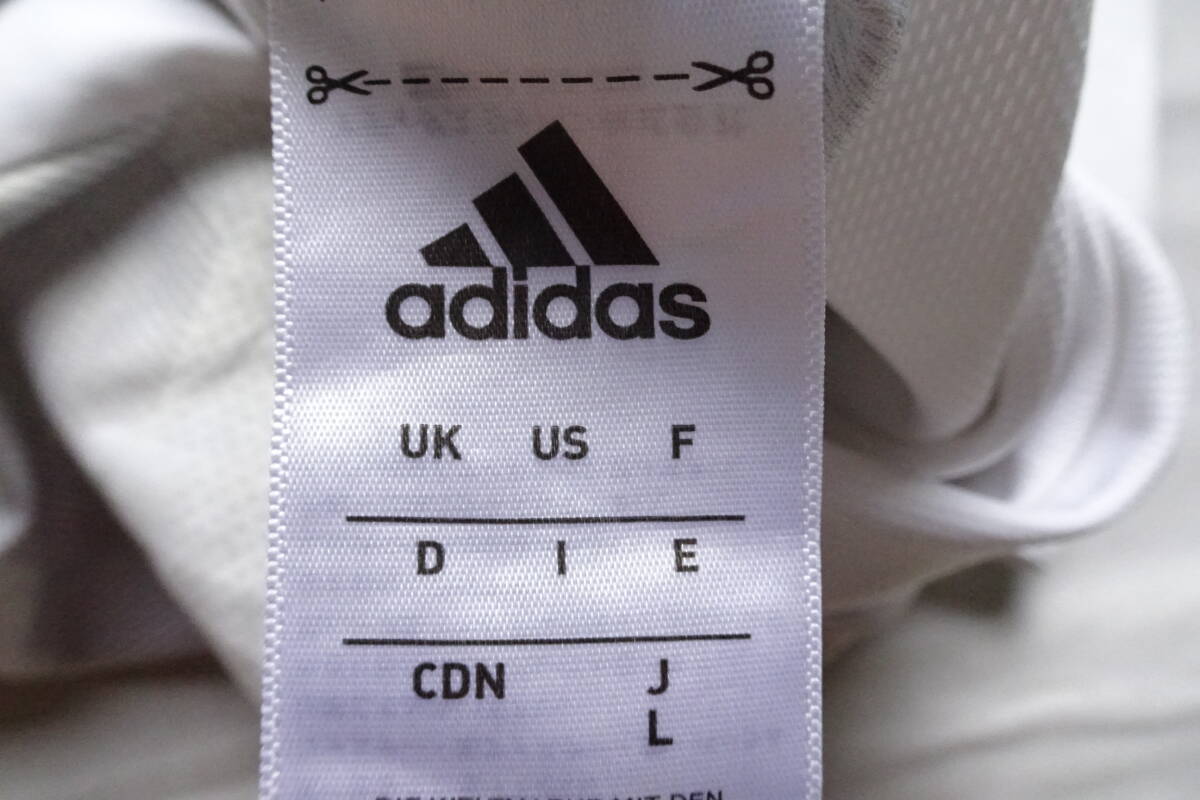 adidas
UK US F
D I E
CDN J
L